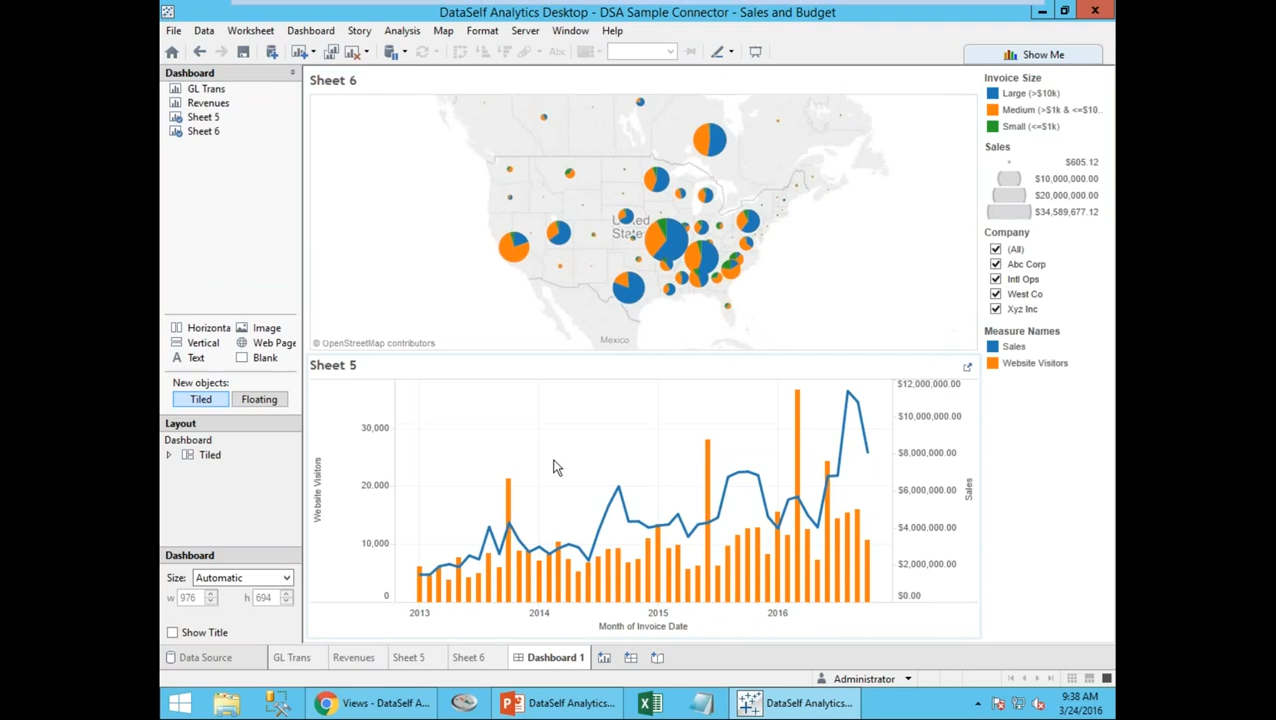 DataSelf Analytics Desktop - DSA Sample Connector - Sales and Budget
File Data Worksheet Dashboard Story Analysis Map Format Server Window Help
Abc
Show Me
Dashboard
GL Trans
Revenues
Sheet 5
Sheet 6
Horizonta Image
Vertical Web Page
Text Blank
New objects:
Tiled Floating
Layout
Dashboard
Tiled
Dashboard
Size: Automatic
w 976 h 694
Show Title
Sheet 6
United
States
Mexico
© OpenStreetMap contributors
Sheet 5
30,000
20,000
10,000
0
Website Visitors
$12,000,000.00
$10,000,000.00
$8,000,000.00
$6,000,000.00
$4,000,000.00
$2,000,000.00
$0.00
Sales
2013 2014 2015 2016
Month of Invoice Date
Invoice Size
Large (>$10k)
Medium (>$1k & <=$10..
Small (<=$1k)
Sales
$605.12
$10,000,000.00
$20,000,000.00
$34,589,677.12
Company
(All)
Abc Corp
Intl Ops
West Co
Xyz Inc
Measure Names
Sales
Website Visitors
Data Source GL Trans Revenues Sheet 5 Sheet 6 Dashboard 1
Administrator
Views - DataSelf A... DataSelf Analytics... DataSelf Analytics...
9:38 AM
3/24/2016